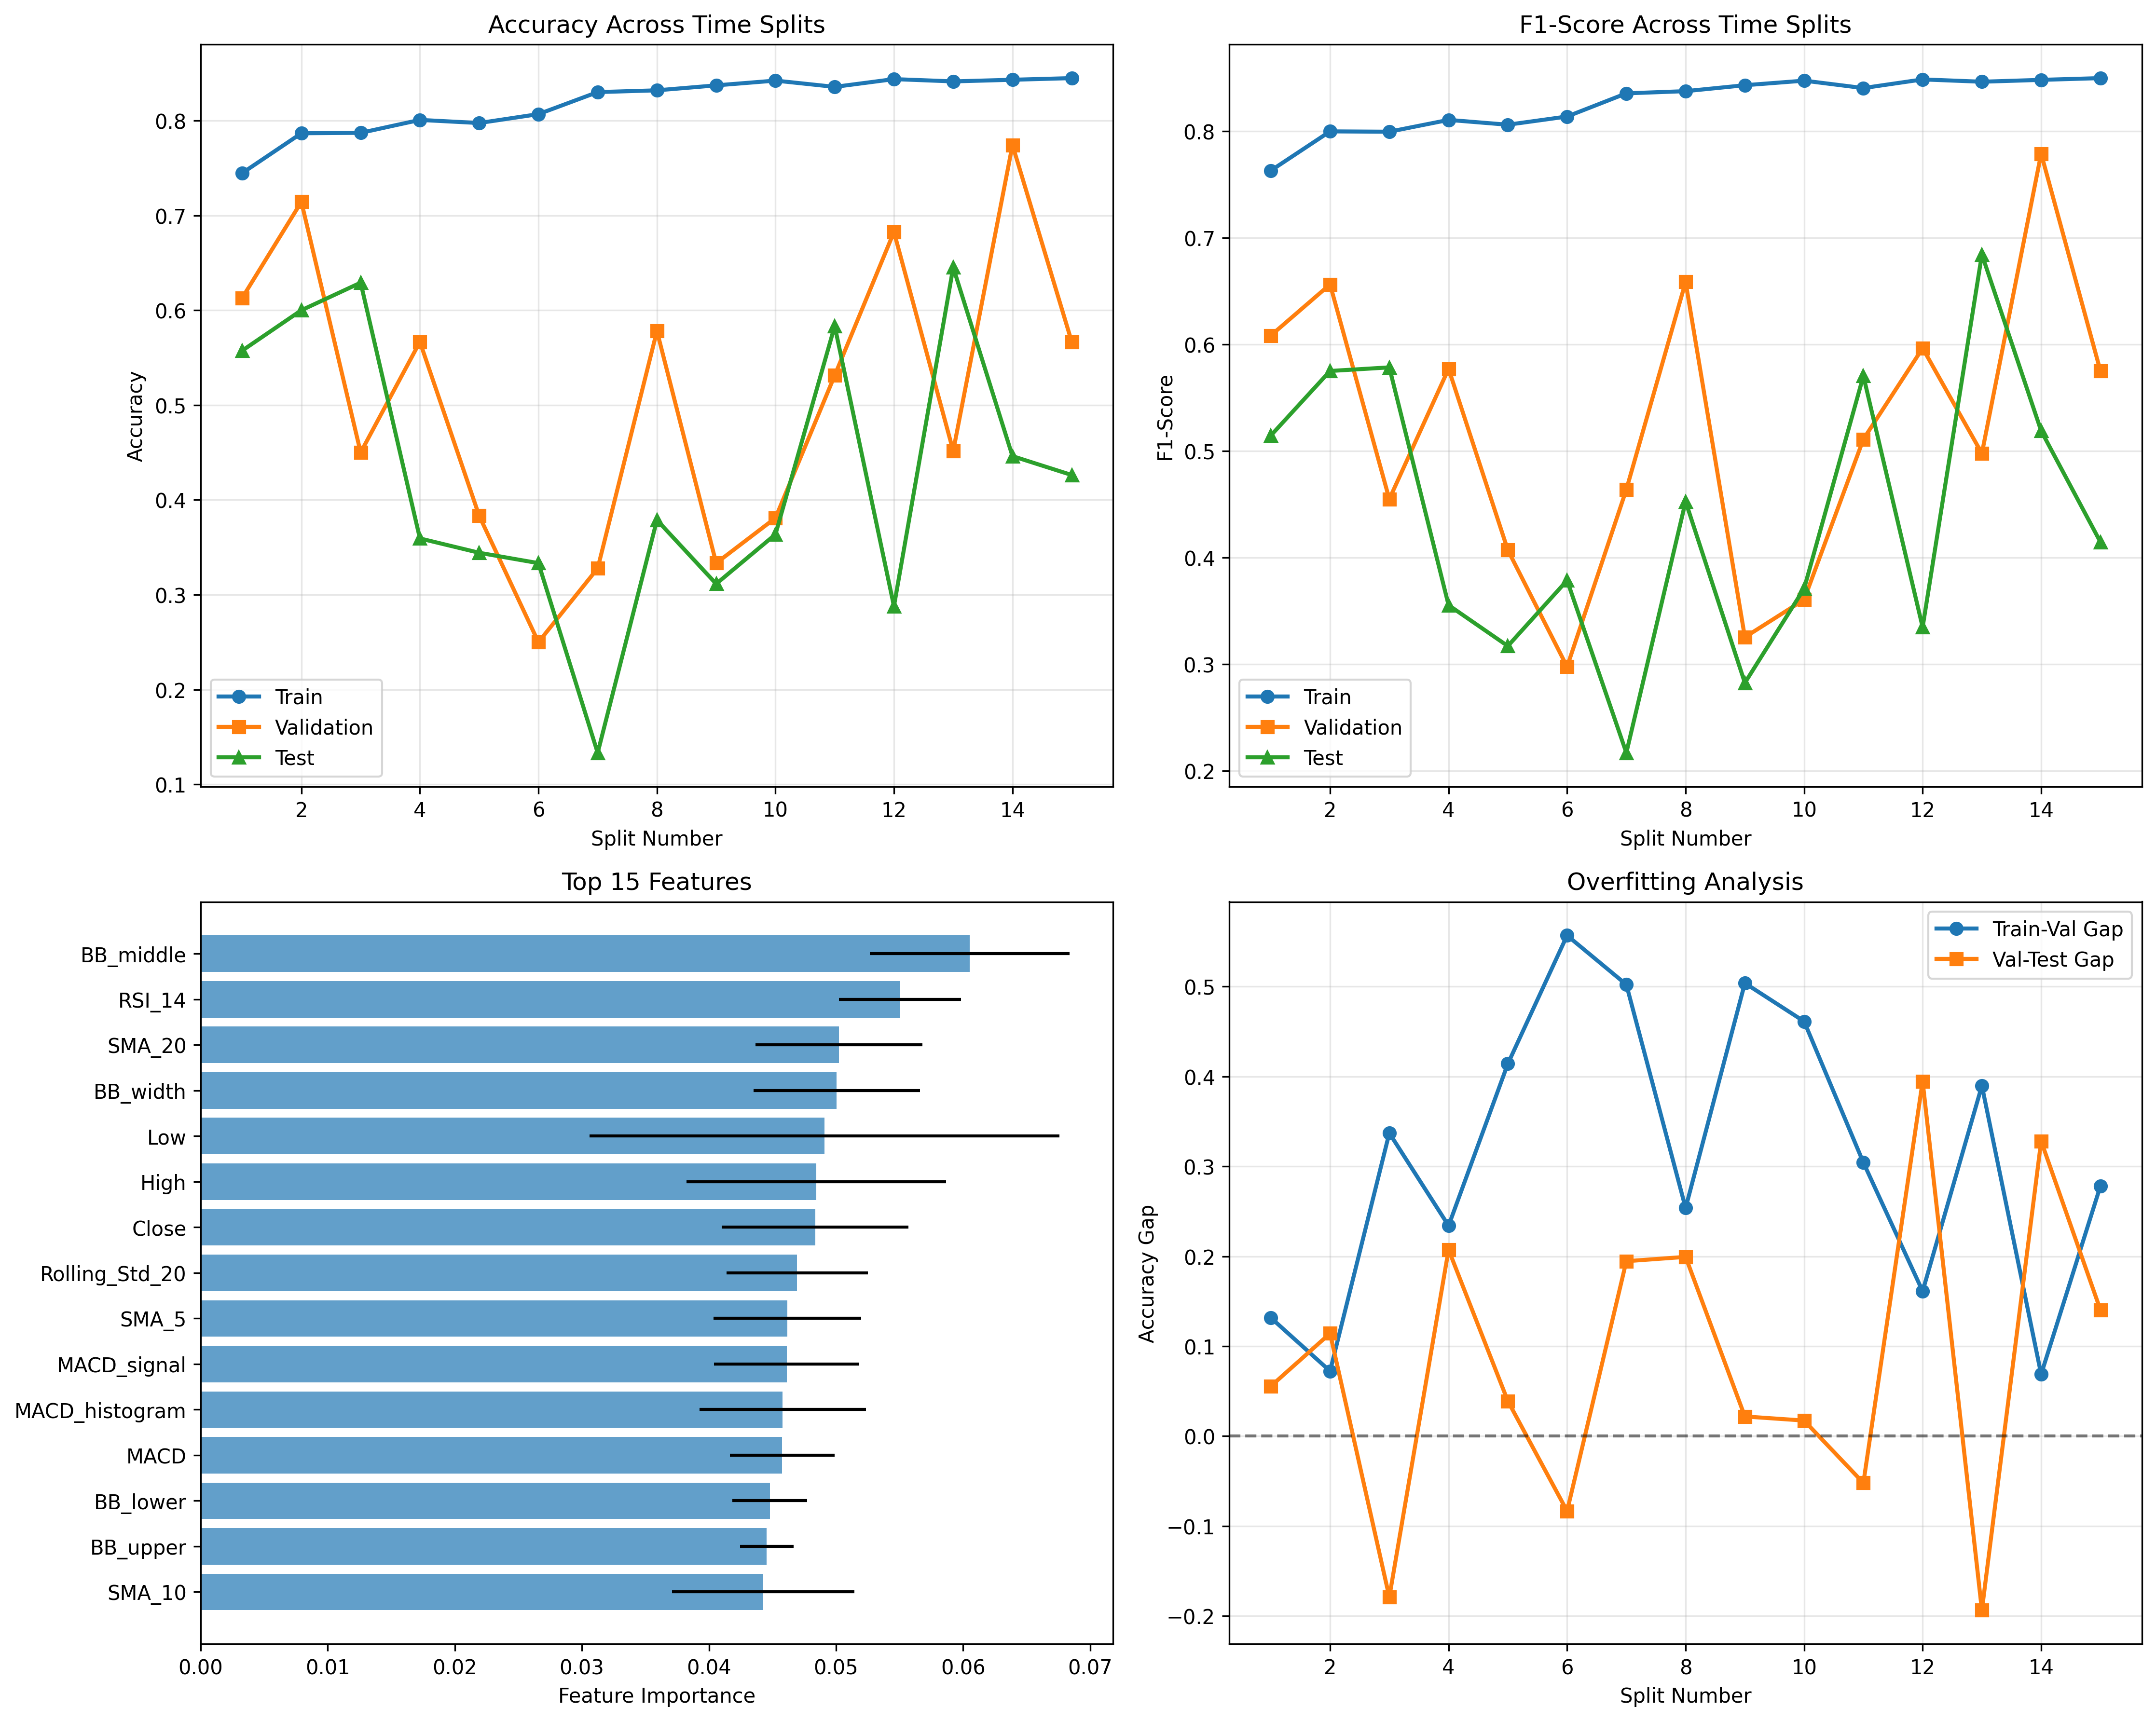 Accuracy Across Time Splits
Accuracy
0.8
0.7
0.6
0.5
0.4
0.3
0.2
0.1
Train
Validation
Test
2 4 6 8 10 12 14
Split Number
F1-Score Across Time Splits
F1-Score
0.8
0.7
0.6
0.5
0.4
0.3
0.2
Train
Validation
Test
2 4 6 8 10 12 14
Split Number
Top 15 Features
BB_middle
RSI_14
SMA_20
BB_width
Low
High
Close
Rolling_Std_20
SMA_5
MACD_signal
MACD_histogram
MACD
BB_lower
BB_upper
SMA_10
0.00 0.01 0.02 0.03 0.04 0.05 0.06 0.07
Feature Importance
Overfitting Analysis
Train-Val Gap
Val-Test Gap
Accuracy Gap
0.5
0.4
0.3
0.2
0.1
0.0
−0.1
−0.2
2 4 6 8 10 12 14
Split Number